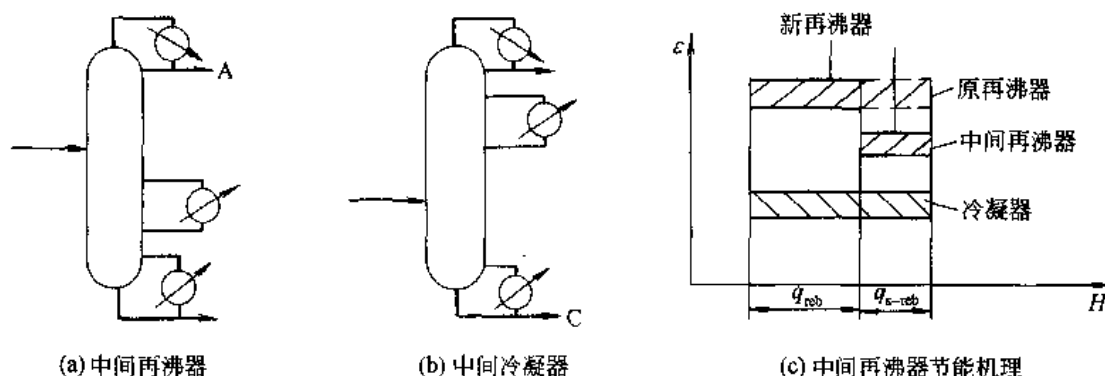 A
C
ε
新再沸器
原再沸器
中间再沸器
冷凝器
q_reb
q_s-reb
H
(a) 中间再沸器
(b) 中间冷凝器
(c) 中间再沸器节能机理